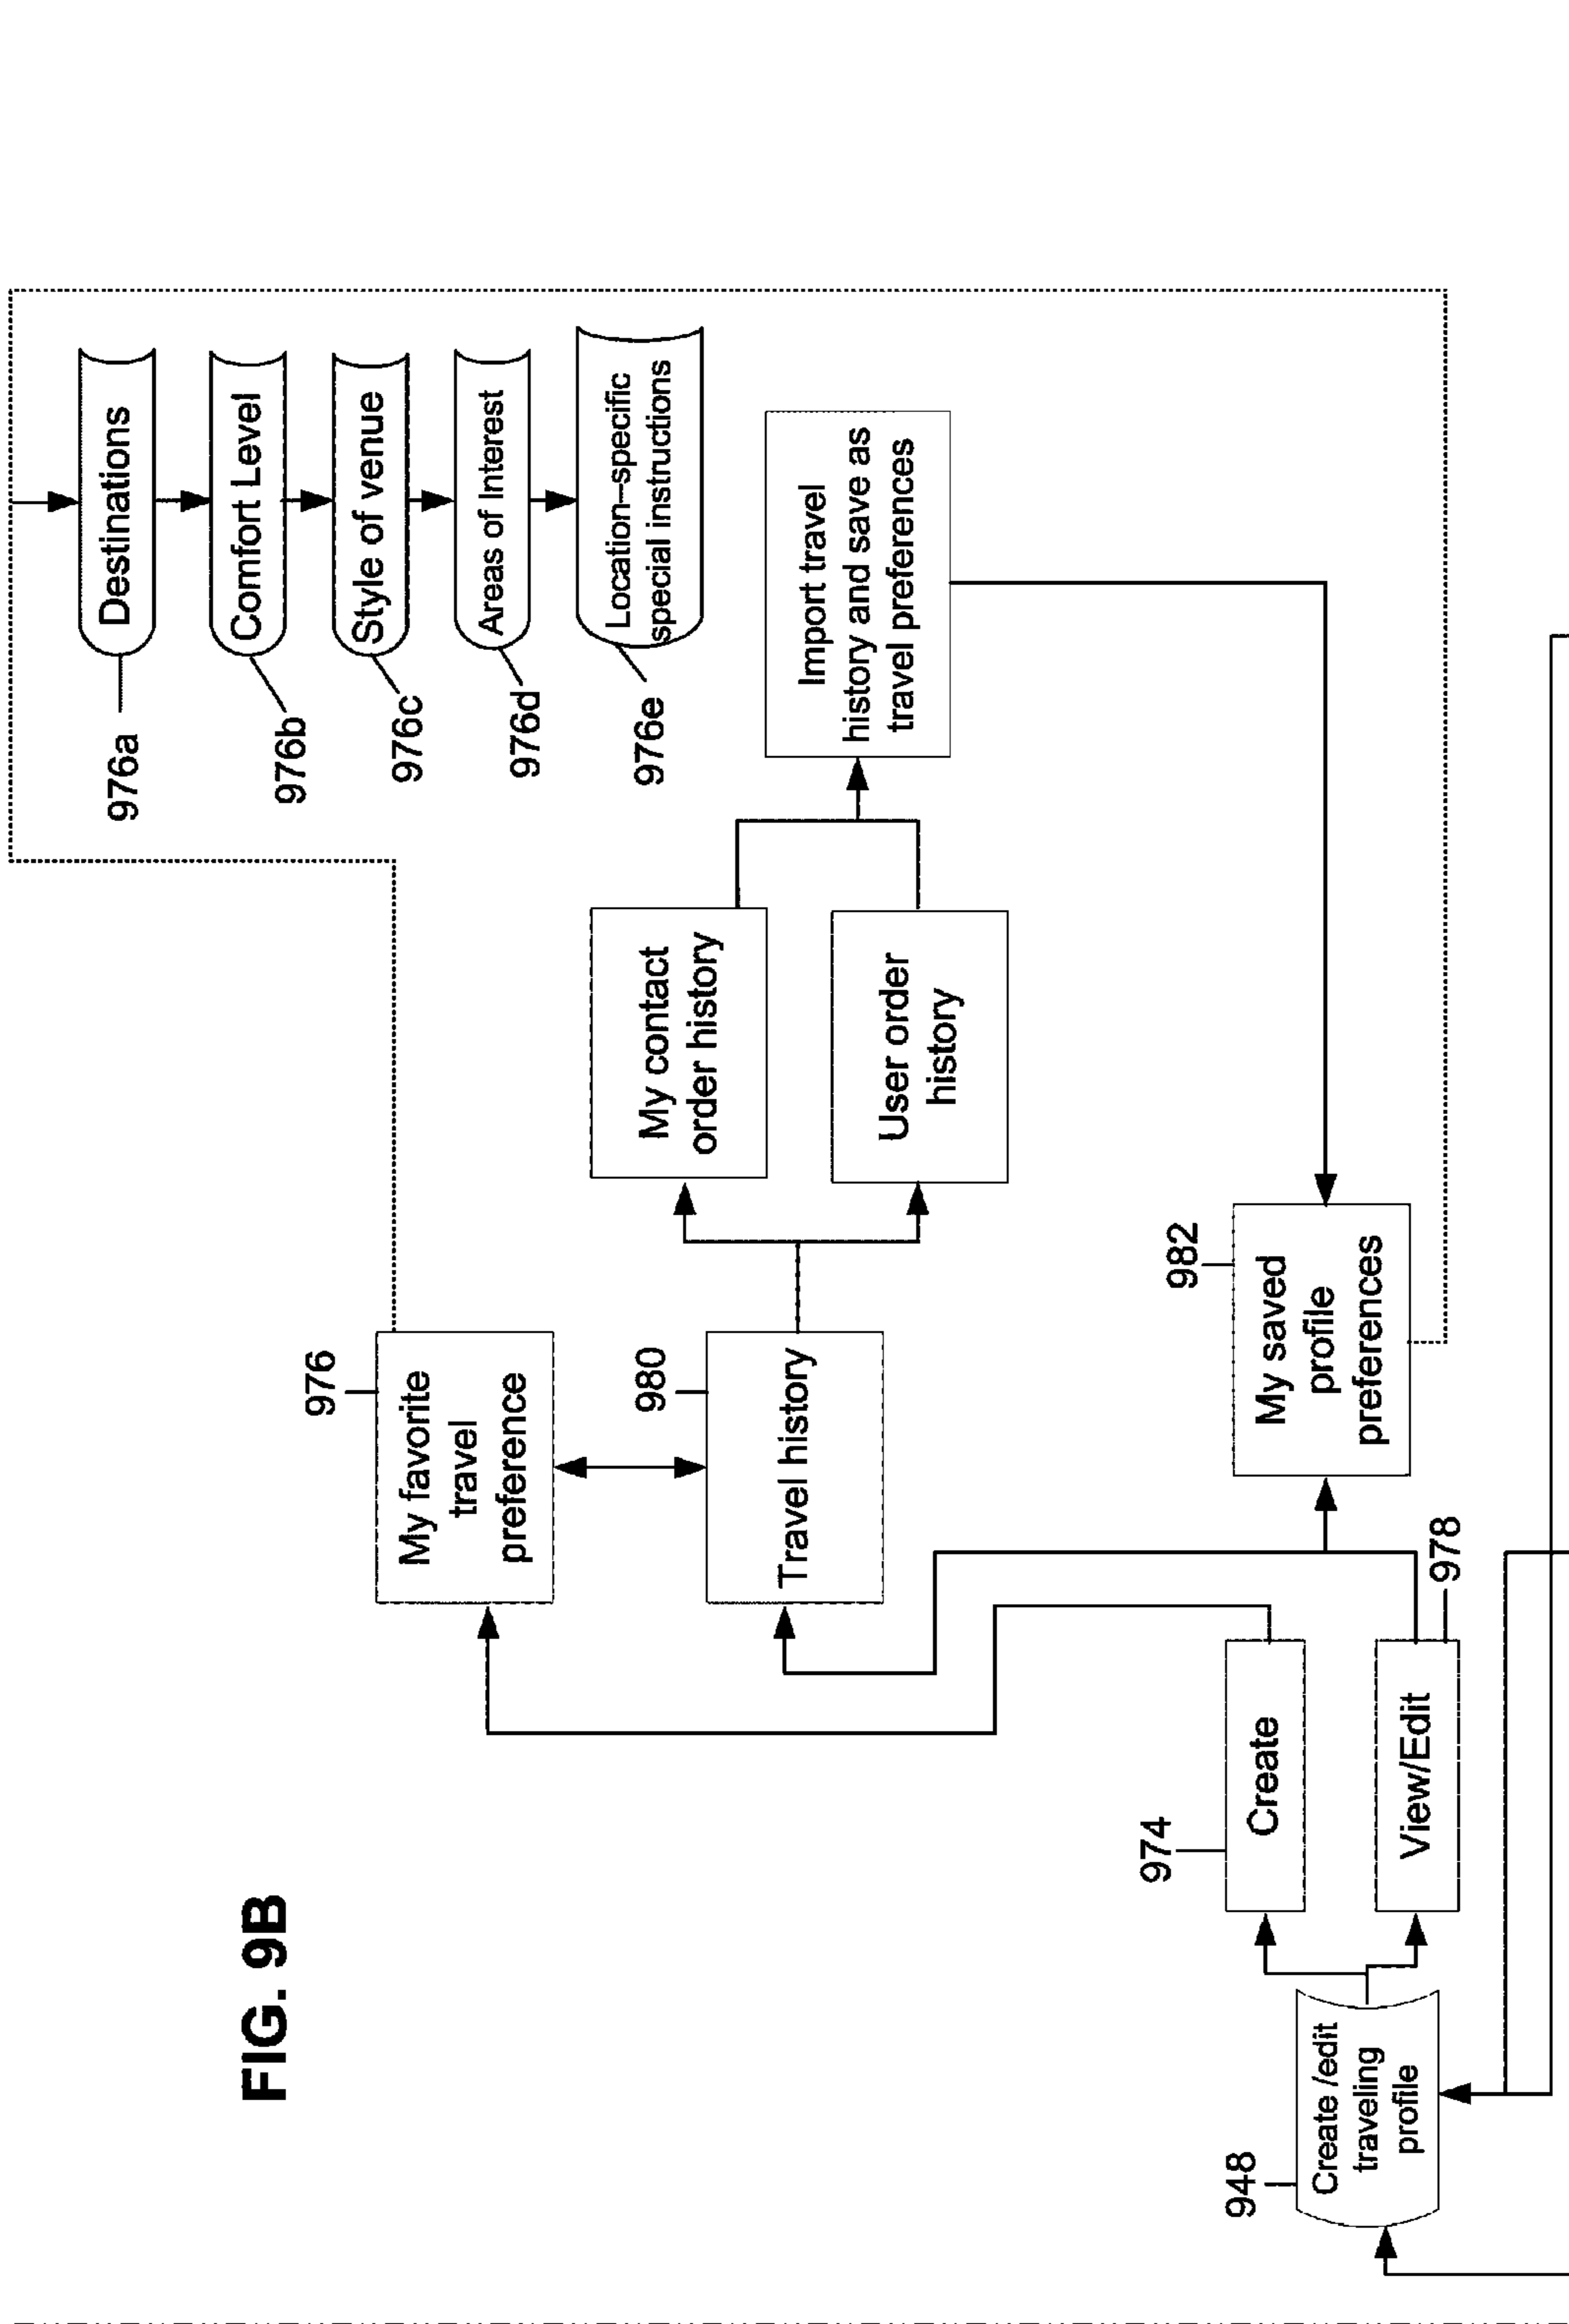 FIG. 9B
976a
Destinations
976b
Comfort Level
976c
Style of venue
976d
Areas of Interest
976e
Location–specific
special instructions
976
My favorite
travel
preference
980
Travel history
My contact
order history
User order
history
Import travel
history and save as
travel preferences
982
My saved
profile
preferences
974
Create
978
View/Edit
948
Create /edit
traveling
profile